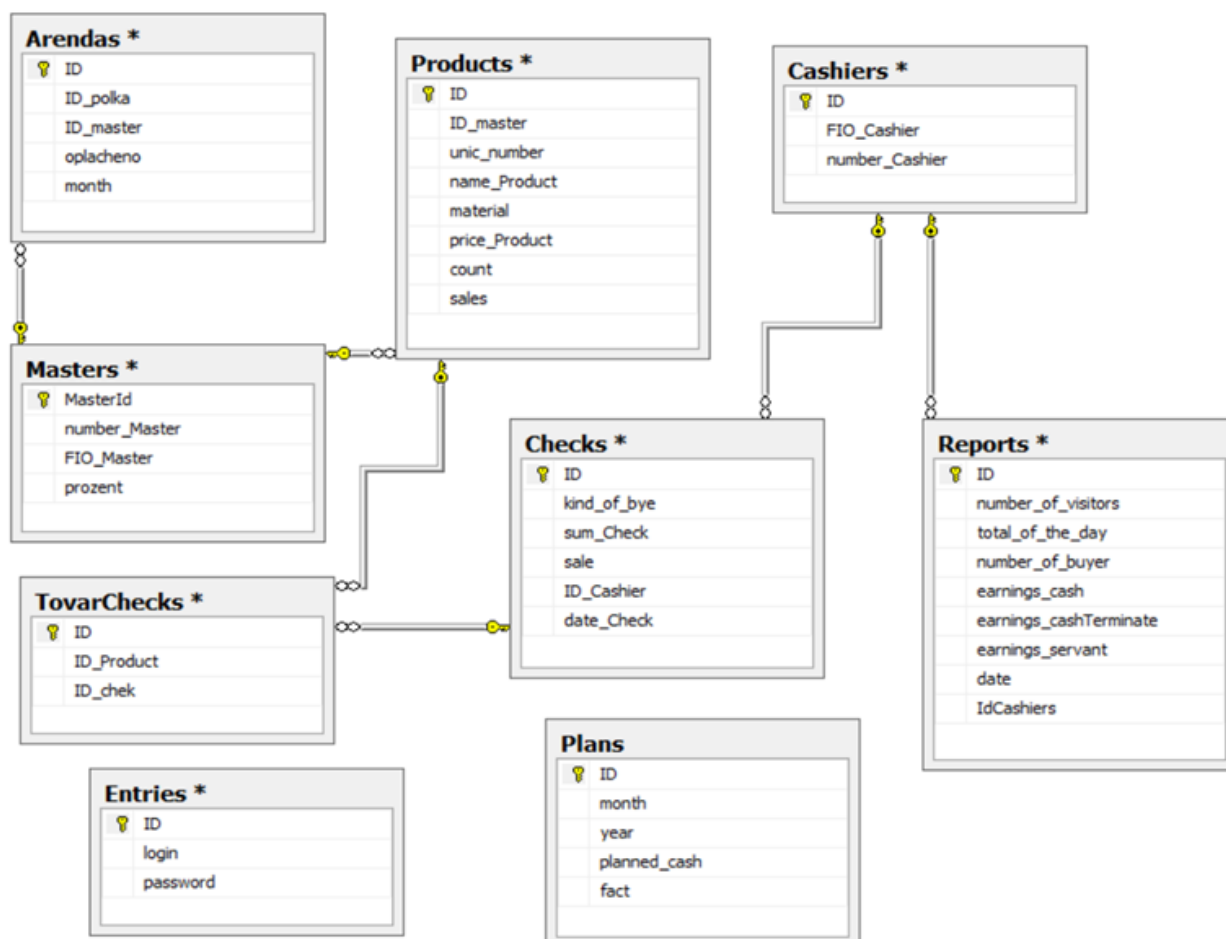 Arendas *
ID
ID_polka
ID_master
oplacheno
month
Products *
ID
ID_master
unic_number
name_Product
material
price_Product
count
sales
Cashiers *
ID
FIO_Cashier
number_Cashier
Masters *
MasterId
number_Master
FIO_Master
prozent
Checks *
ID
kind_of_bye
sum_Check
sale
ID_Cashier
date_Check
Reports *
ID
number_of_visitors
total_of_the_day
number_of_buyer
earnings_cash
earnings_cashTerminate
earnings_servant
date
IdCashiers
TovarChecks *
ID
ID_Product
ID_chek
Entries *
ID
login
password
Plans
ID
month
year
planned_cash
fact